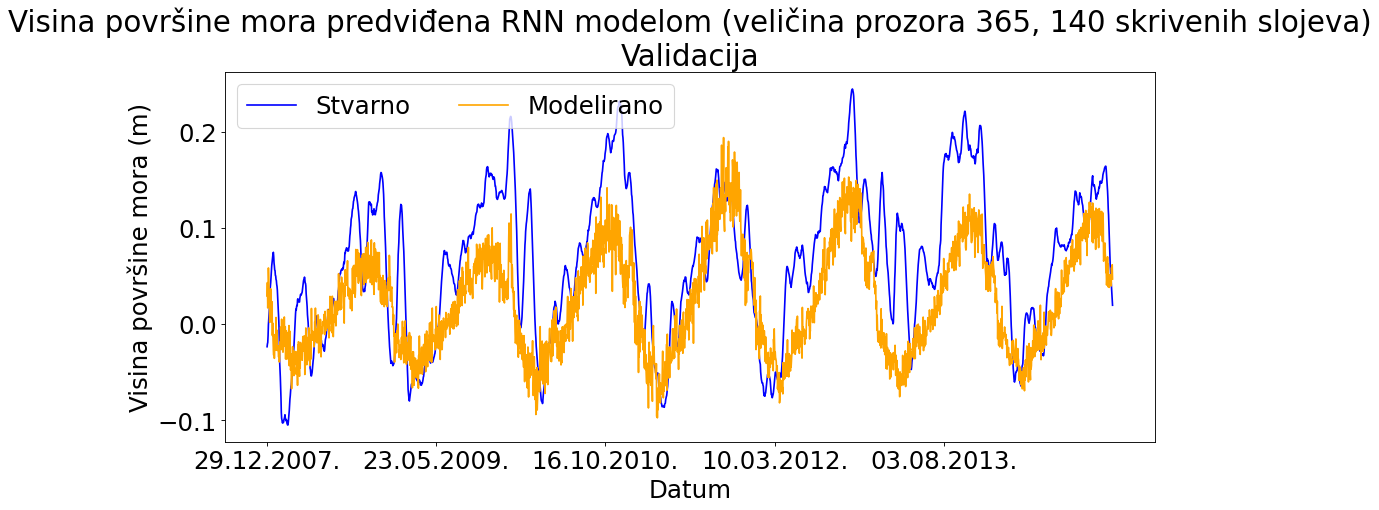 Visina površine mora predviđena RNN modelom (veličina prozora 365, 140 skrivenih slojeva)
Validacija
Stvarno Modelirano
Visina površine mora (m)
0.2
0.1
0.0
−0.1
29.12.2007. 23.05.2009. 16.10.2010. 10.03.2012. 03.08.2013.
Datum